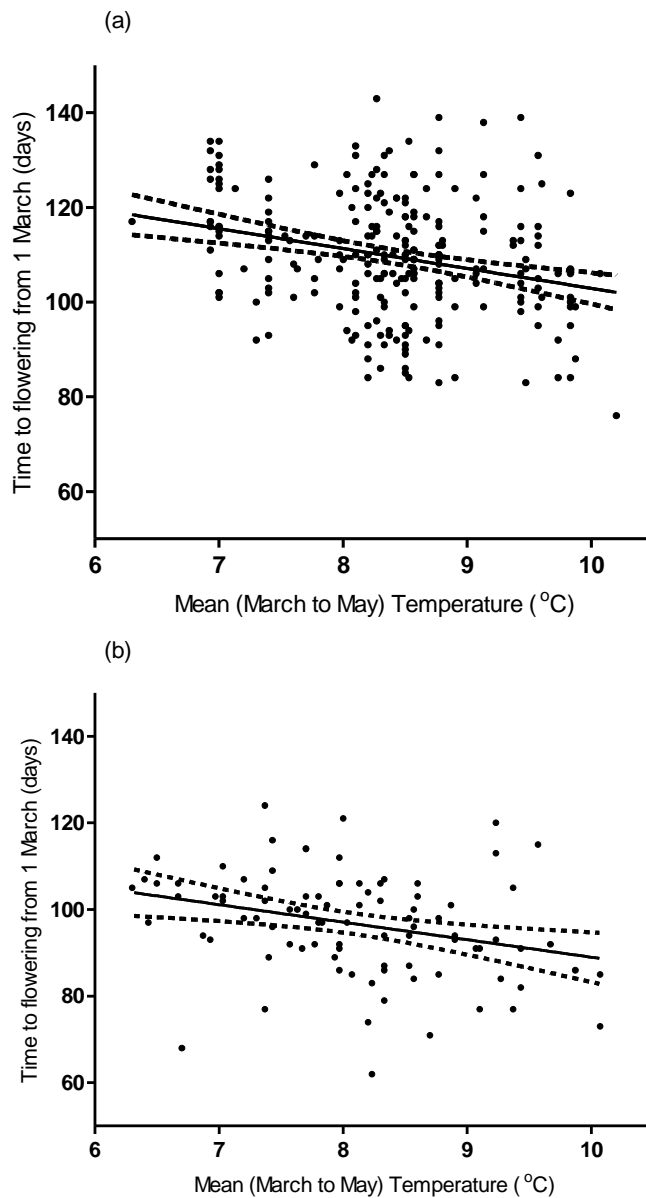 (a)
140
120
100
80
60
Time to flowering from 1 March (days)
6 7 8 9 10
Mean (March to May) Temperature (°C)
(b)
140
120
100
80
60
Time to flowering from 1 March (days)
6 7 8 9 10
Mean (March to May) Temperature (°C)